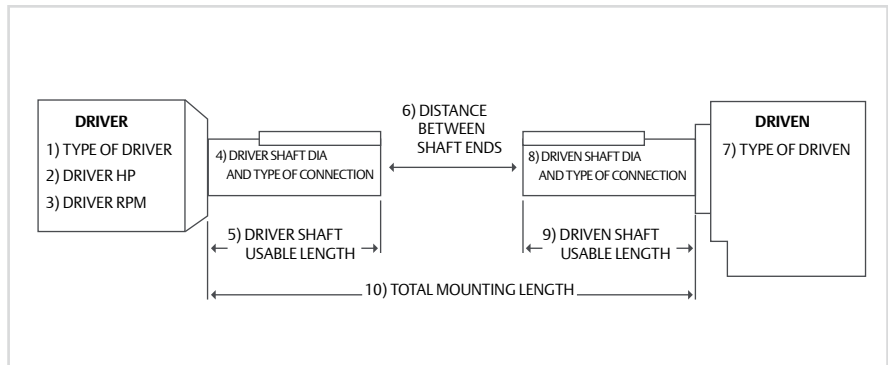 DRIVER
1) TYPE OF DRIVER
2) DRIVER HP
3) DRIVER RPM
4) DRIVER SHAFT DIA
AND TYPE OF CONNECTION
5) DRIVER SHAFT
USABLE LENGTH
6) DISTANCE
BETWEEN
SHAFT ENDS
DRIVEN
7) TYPE OF DRIVEN
8) DRIVEN SHAFT DIA
AND TYPE OF CONNECTION
9) DRIVEN SHAFT
USABLE LENGTH
10) TOTAL MOUNTING LENGTH